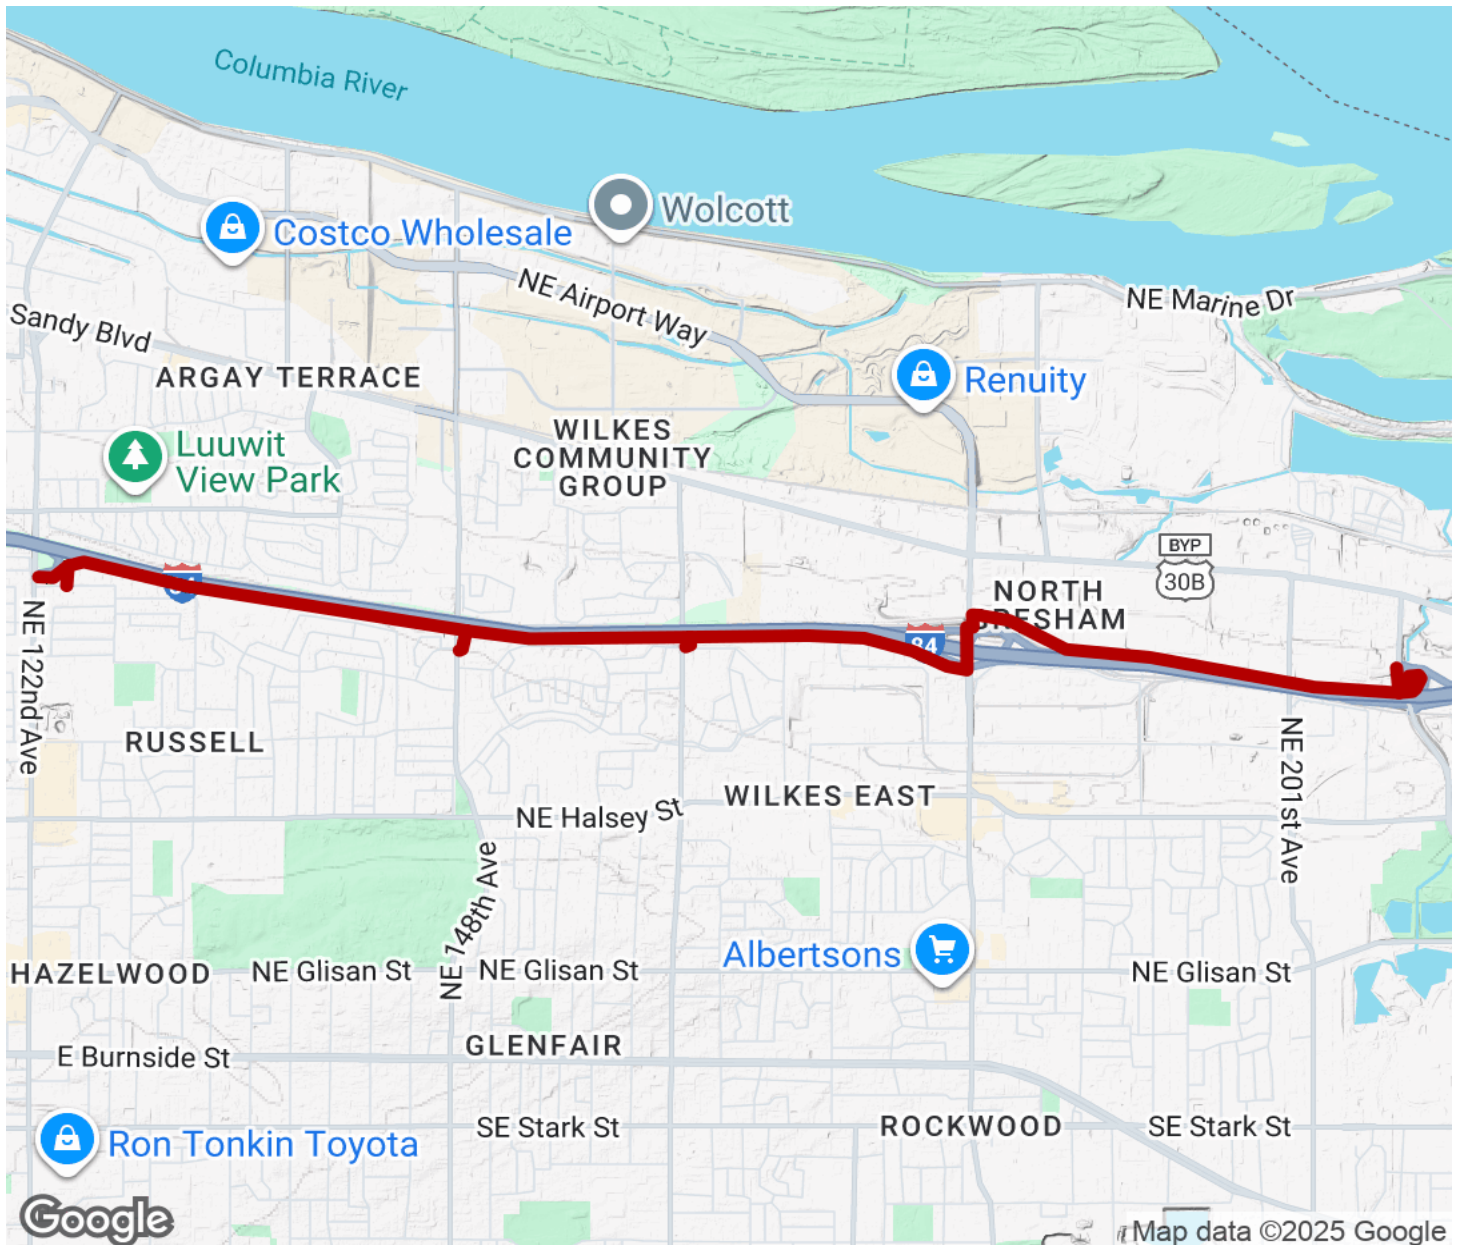 Columbia River
Wolcott
Costco Wholesale
NE Airport Way
NE Marine Dr
Sandy Blvd
ARGAY TERRACE
Renuity
Luuwit
View Park
WILKES
COMMUNITY
GROUP
BYP
30B
NORTH
84
NE 122nd Ave
RUSSELL
NE 201st Ave
WILKES EAST
NE Halsey St
NE 148th Ave
Albertsons
HAZELWOOD
NE Glisan St
NE Glisan St
NE Glisan St
GLENFAIR
E Burnside St
ROCKWOOD
SE Stark St
SE Stark St
Ron Tonkin Toyota
Google
Map data ©2025 Google